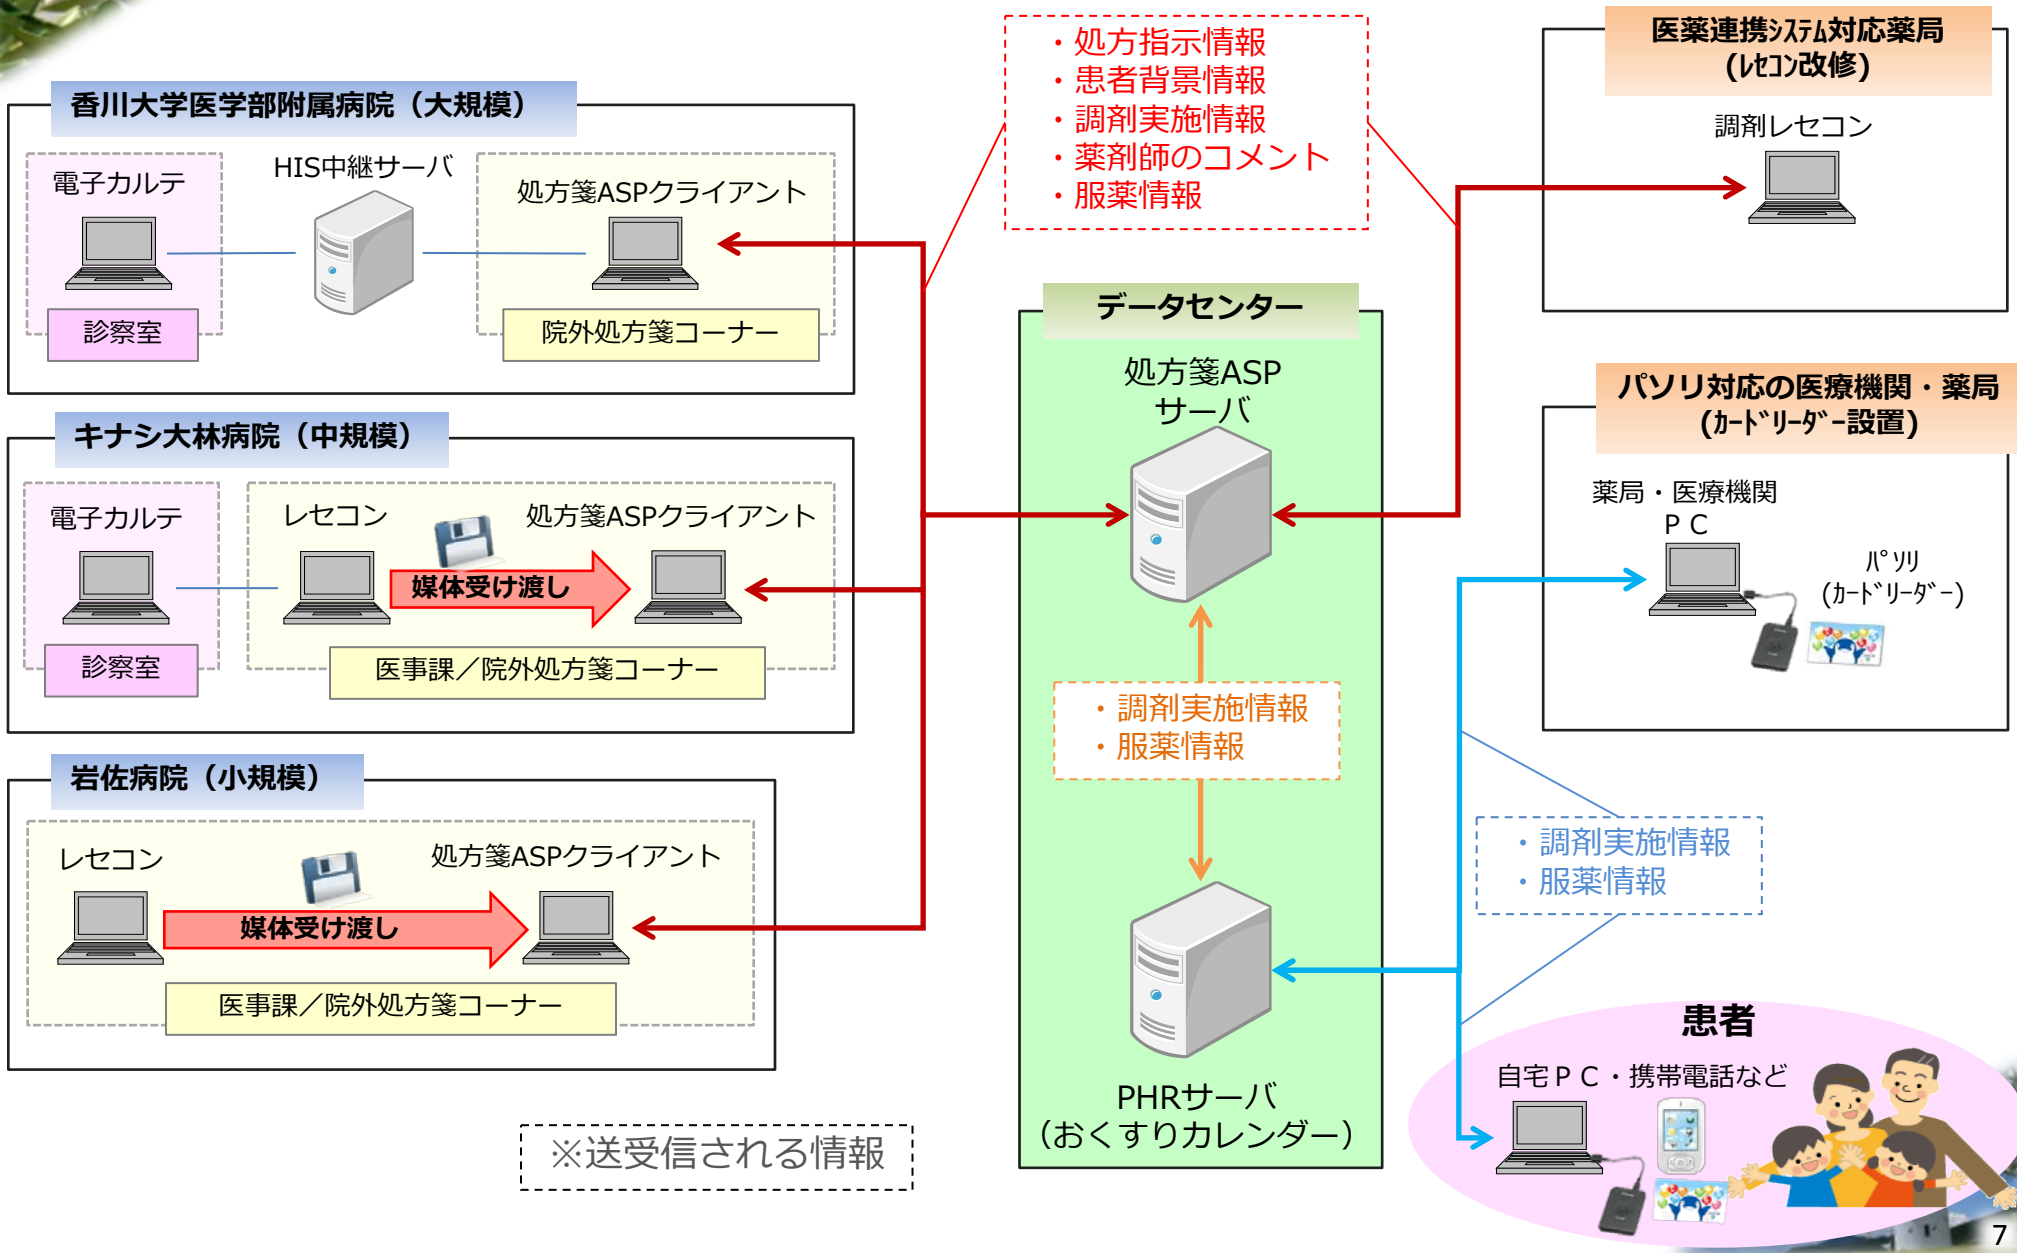 ・処方指示情報
・患者背景情報
・調剤実施情報
・薬剤師のコメント
・服薬情報
医薬連携ｼｽﾃﾑ対応薬局
(ﾚｾｺﾝ改修)
調剤レセコン
香川大学医学部附属病院（大規模）
電子カルテ
HIS中継サーバ
処方箋ASPクライアント
診察室
院外処方箋コーナー
データセンター
処方箋ASP
サーバ
パソリ対応の医療機関・薬局
(ｶｰﾄﾞﾘｰﾀﾞｰ設置)
薬局・医療機関
ＰＣ
ﾊﾟｿﾘ
(ｶｰﾄﾞﾘｰﾀﾞｰ)
キナシ大林病院（中規模）
電子カルテ
レセコン
処方箋ASPクライアント
媒体受け渡し
診察室
医事課／院外処方箋コーナー
・調剤実施情報
・服薬情報
岩佐病院（小規模）
レセコン
処方箋ASPクライアント
媒体受け渡し
医事課／院外処方箋コーナー
・調剤実施情報
・服薬情報
PHRサーバ
（おくすりカレンダー）
患者
自宅ＰＣ・携帯電話など
※送受信される情報
7